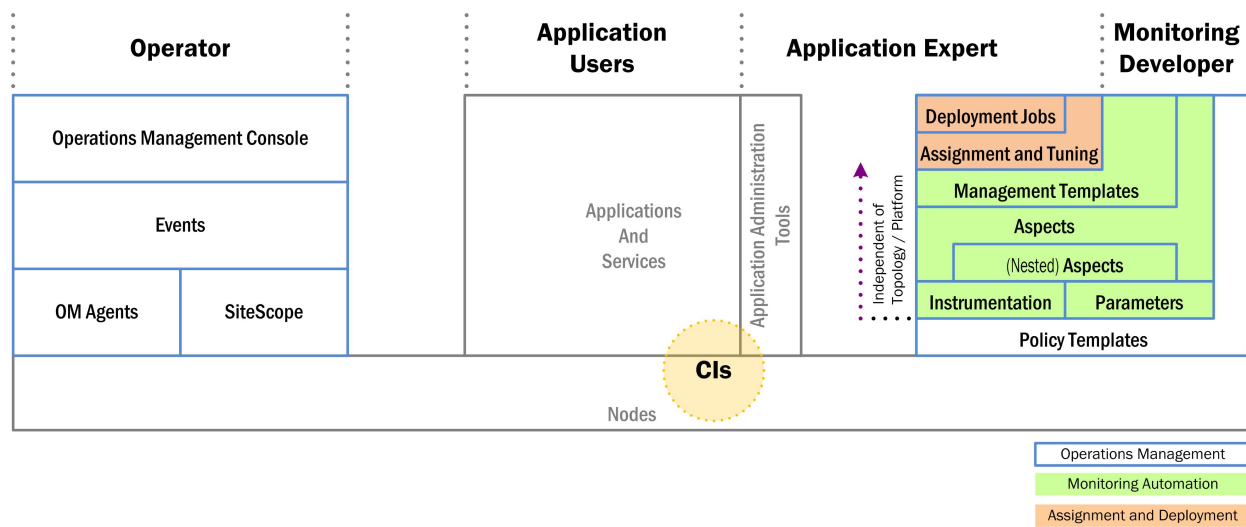 Operator
Application
Users
Application Expert
Monitoring
Developer
Operations Management Console
Events
OM Agents
SiteScope
Applications
And
Services
Application Administration
Tools
CIs
Nodes
Independent of
Topology / Platform
Deployment Jobs
Assignment and Tuning
Management Templates
Aspects
(Nested) Aspects
Instrumentation
Parameters
Policy Templates
Operations Management
Monitoring Automation
Assignment and Deployment